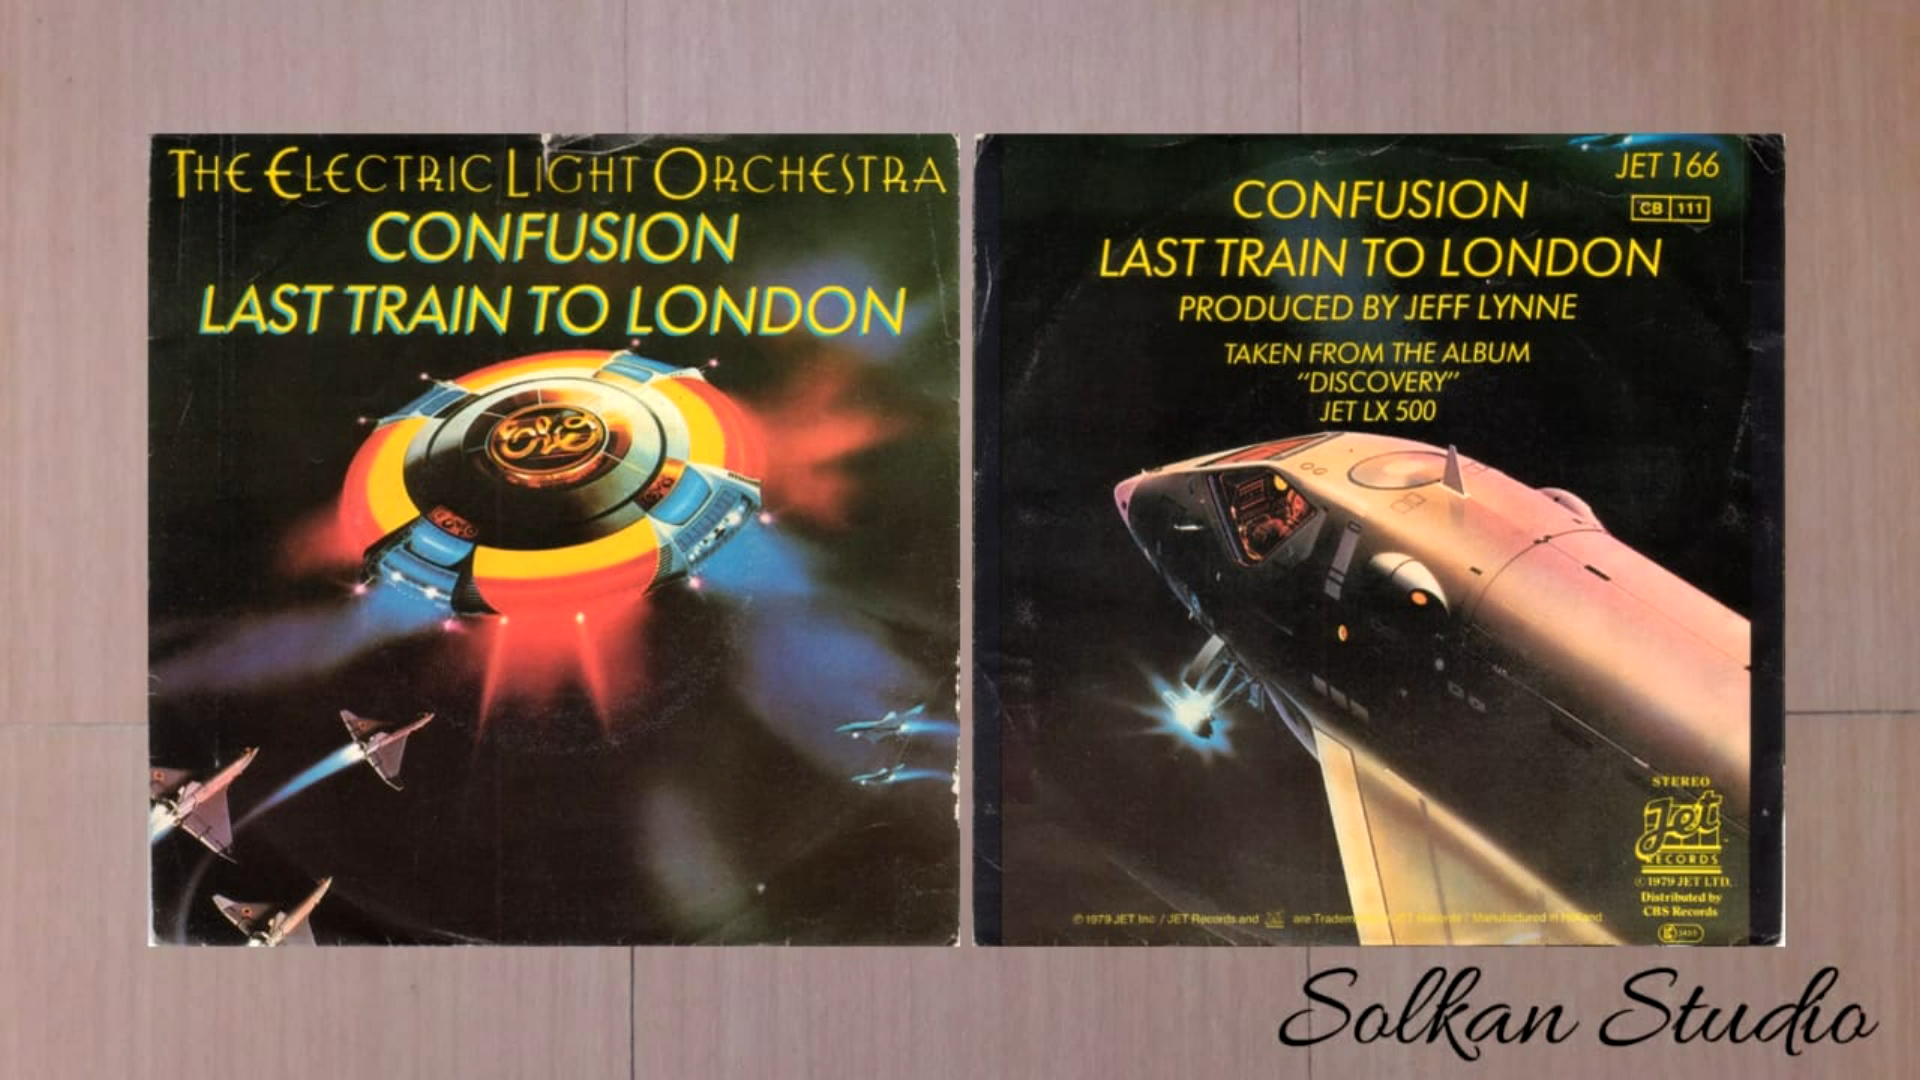 THE ELECTRIC LIGHT ORCHESTRA
CONFUSION
LAST TRAIN TO LONDON
JET 166
CB 111
CONFUSION
LAST TRAIN TO LONDON
PRODUCED BY JEFF LYNNE
TAKEN FROM THE ALBUM
"DISCOVERY"
JET LX 500
STEREO
Jet
RECORDS
© 1979 JET LTD.
Distributed by
CBS Records
© 1979 JET Inc / JET Records and are JET Records / Manufactured in Holland
Solkan Studio